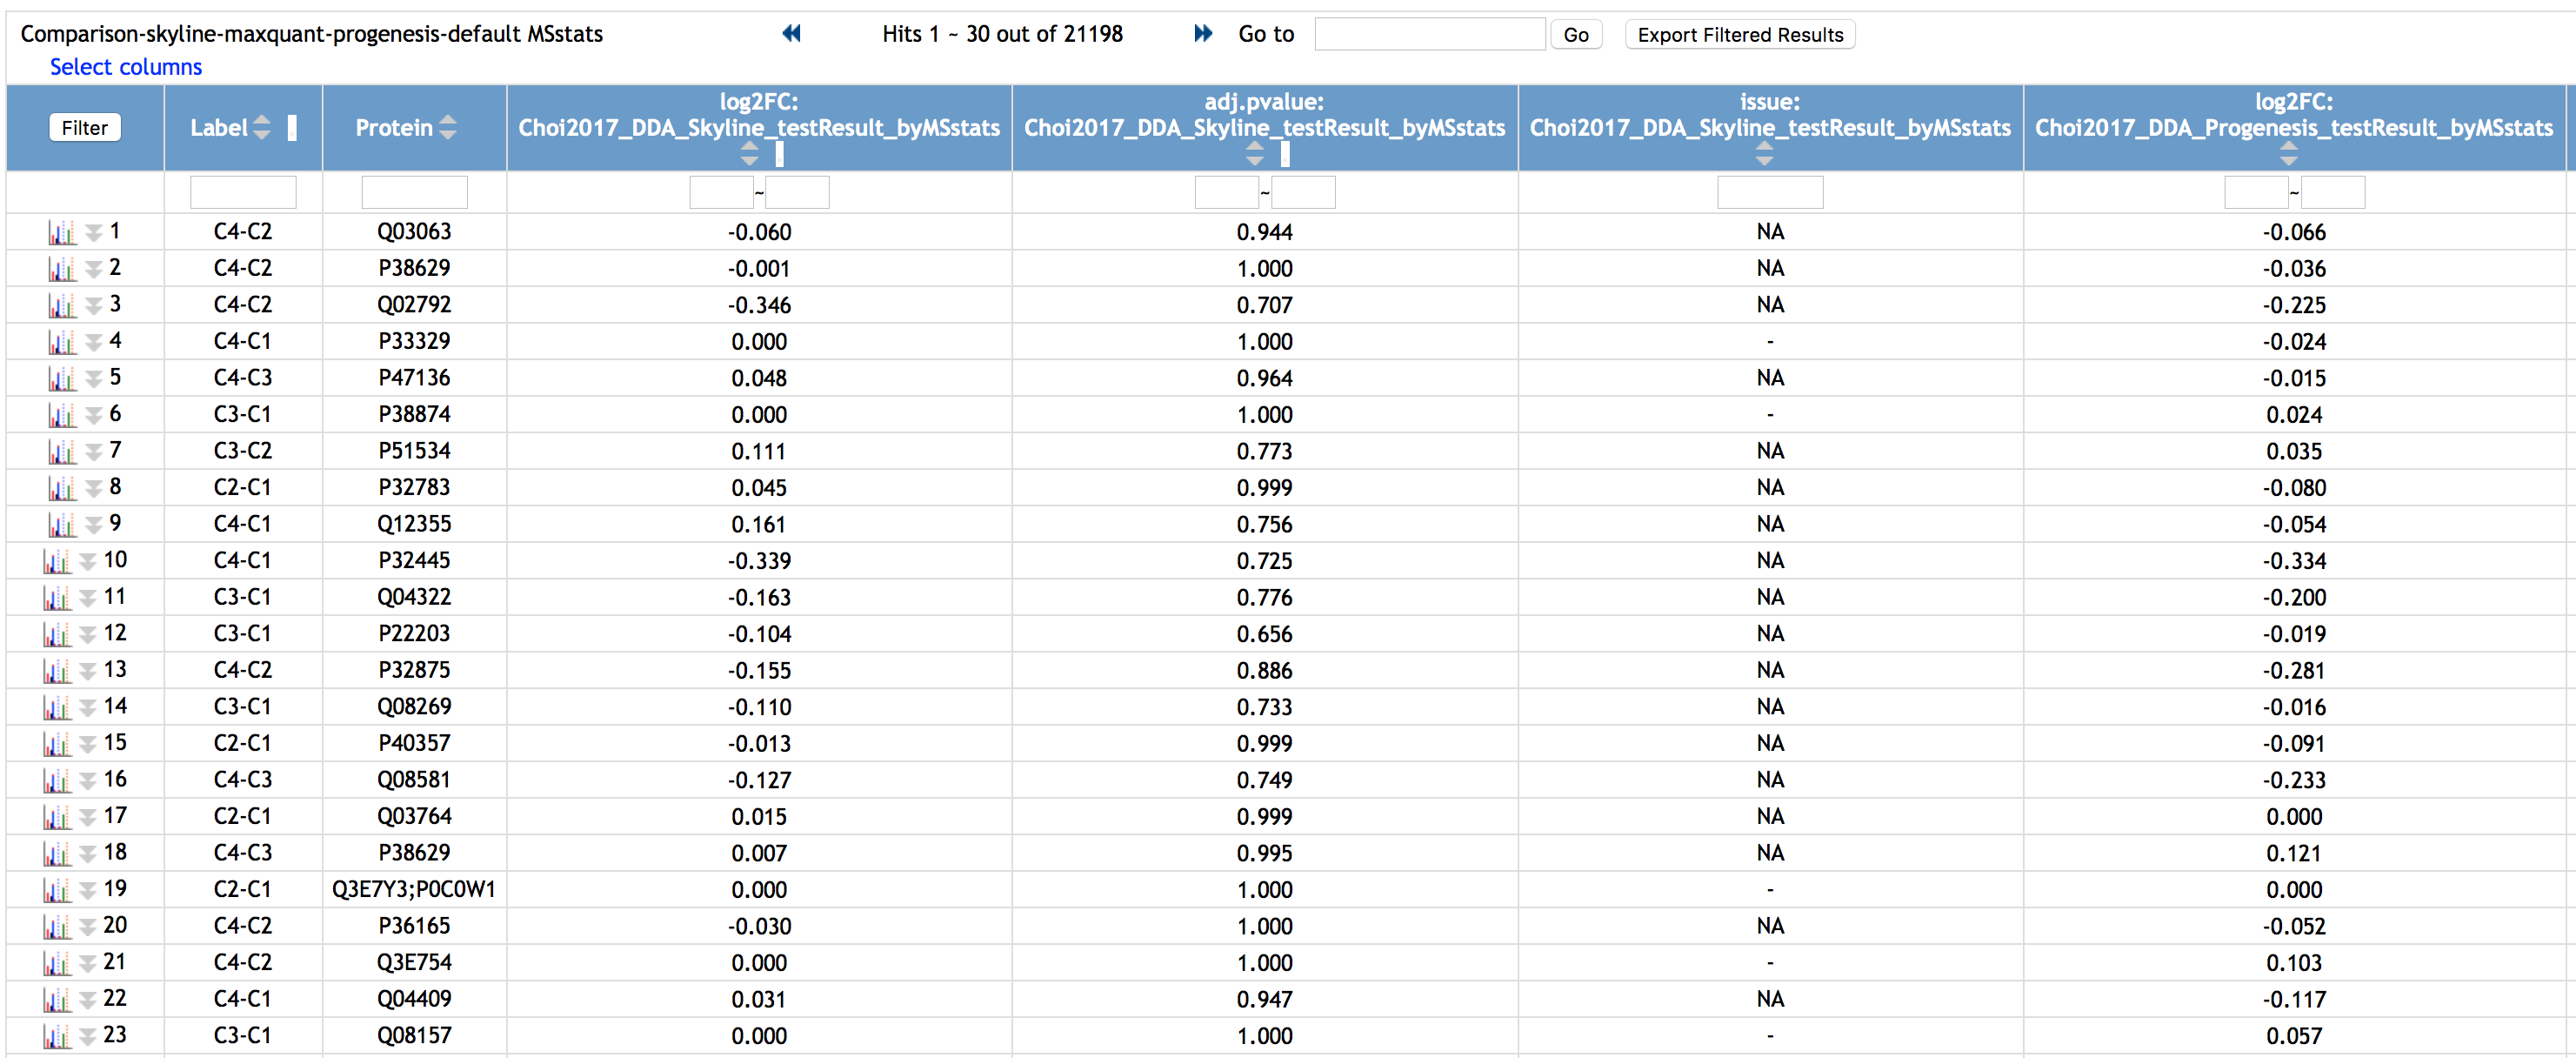 Comparison-skyline-maxquant-progenesis-default MSstats Hits 1 ~ 30 out of 21198 Go to Go Export Filtered Results
Select columns
Filter Label Protein log2FC: Choi2017_DDA_Skyline_testResult_byMSstats adj.pvalue: Choi2017_DDA_Skyline_testResult_byMSstats issue: Choi2017_DDA_Skyline_testResult_byMSstats log2FC: Choi2017_DDA_Progenesis_testResult_byMSstats
~ ~ ~
1 C4-C2 Q03063 -0.060 0.944 NA -0.066
2 C4-C2 P38629 -0.001 1.000 NA -0.036
3 C4-C2 Q02792 -0.346 0.707 NA -0.225
4 C4-C1 P33329 0.000 1.000 - -0.024
5 C4-C3 P47136 0.048 0.964 NA -0.015
6 C3-C1 P38874 0.000 1.000 - 0.024
7 C3-C2 P51534 0.111 0.773 NA 0.035
8 C2-C1 P32783 0.045 0.999 NA -0.080
9 C4-C1 Q12355 0.161 0.756 NA -0.054
10 C4-C1 P32445 -0.339 0.725 NA -0.334
11 C3-C1 Q04322 -0.163 0.776 NA -0.200
12 C3-C1 P22203 -0.104 0.656 NA -0.019
13 C4-C2 P32875 -0.155 0.886 NA -0.281
14 C3-C1 Q08269 -0.110 0.733 NA -0.016
15 C2-C1 P40357 -0.013 0.999 NA -0.091
16 C4-C3 Q08581 -0.127 0.749 NA -0.233
17 C2-C1 Q03764 0.015 0.999 NA 0.000
18 C4-C3 P38629 0.007 0.995 NA 0.121
19 C2-C1 Q3E7Y3;P0C0W1 0.000 1.000 - 0.000
20 C4-C2 P36165 -0.030 1.000 NA -0.052
21 C4-C2 Q3E754 0.000 1.000 - 0.103
22 C4-C1 Q04409 0.031 0.947 NA -0.117
23 C3-C1 Q08157 0.000 1.000 - 0.057